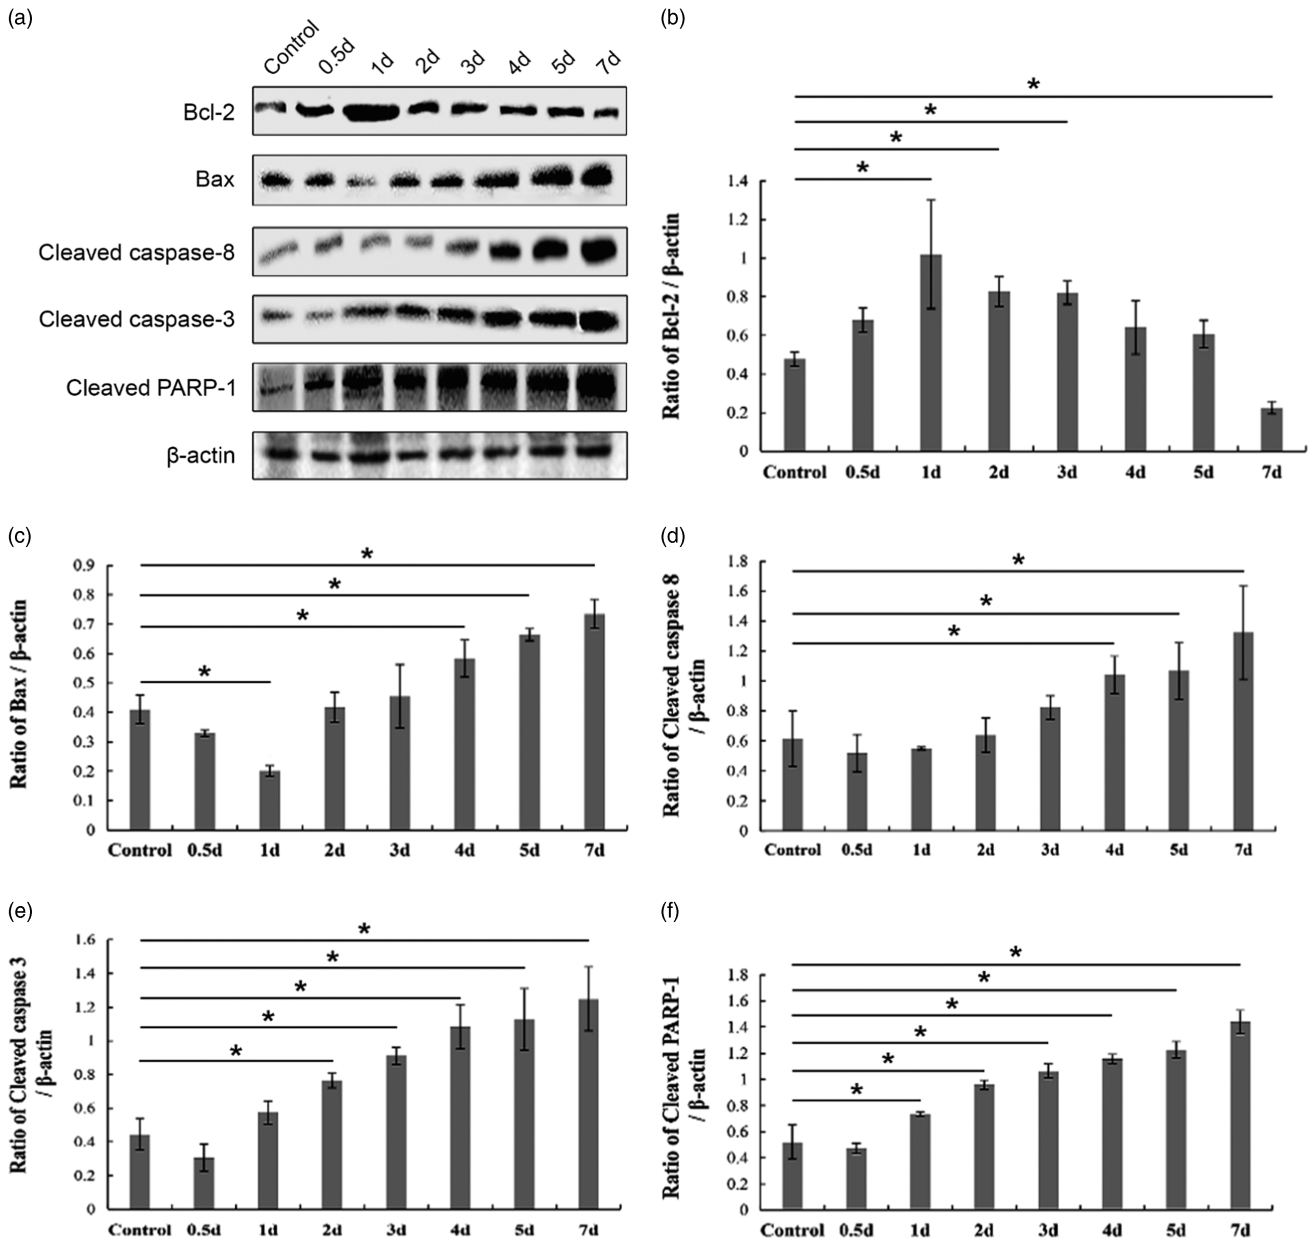 (a)
Control 0.5d 1d 2d 3d 4d 5d 7d
Bcl-2
Bax
Cleaved caspase-8
Cleaved caspase-3
Cleaved PARP-1
β-actin
(b)
* * * *
Ratio of Bcl-2 / β-actin
1.4
1.2
1
0.8
0.6
0.4
0.2
0
Control 0.5d 1d 2d 3d 4d 5d 7d
(c)
* * * *
Ratio of Bax / β-actin
0.9
0.8
0.7
0.6
0.5
0.4
0.3
0.2
0.1
0
Control 0.5d 1d 2d 3d 4d 5d 7d
(d)
* * *
Ratio of Cleaved caspase 8
/ β-actin
1.8
1.6
1.4
1.2
1
0.8
0.6
0.4
0.2
0
Control 0.5d 1d 2d 3d 4d 5d 7d
(e)
* * * * *
Ratio of Cleaved caspase 3
/ β-actin
1.6
1.4
1.2
1
0.8
0.6
0.4
0.2
0
Control 0.5d 1d 2d 3d 4d 5d 7d
(f)
* * * * * *
Ratio of Cleaved PARP-1
/ β-actin
1.8
1.6
1.4
1.2
1
0.8
0.6
0.4
0.2
0
Control 0.5d 1d 2d 3d 4d 5d 7d